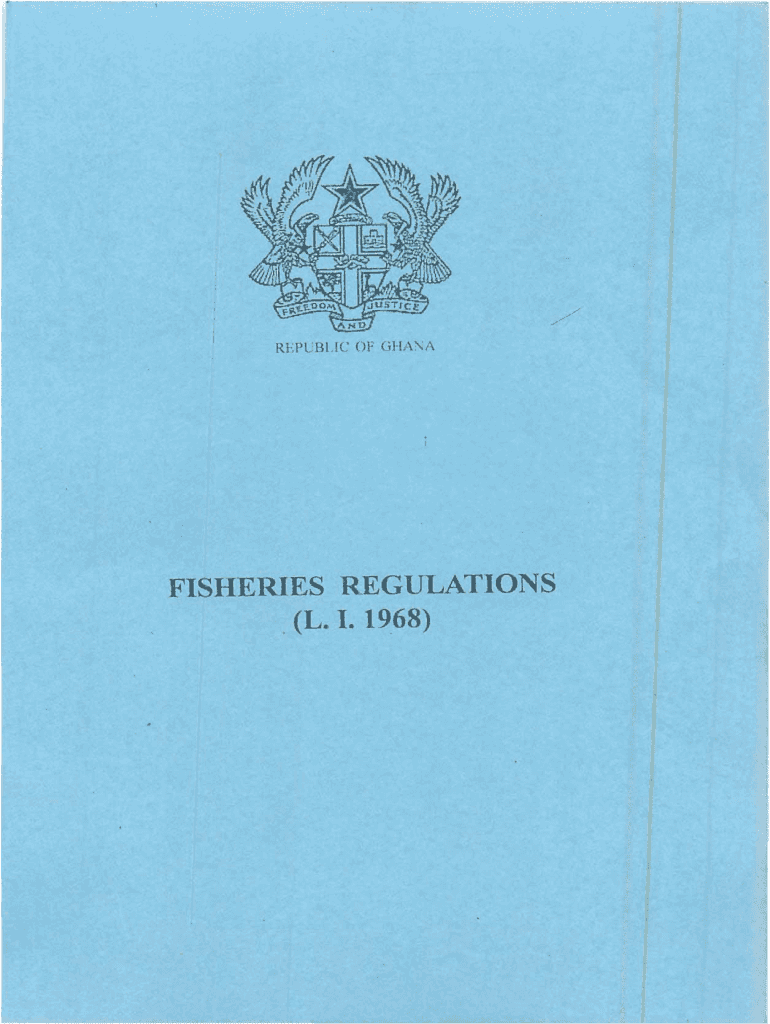 FREEDOM AND JUSTICE
REPUBLIC OF GHANA
FISHERIES REGULATIONS
(L. I. 1968)